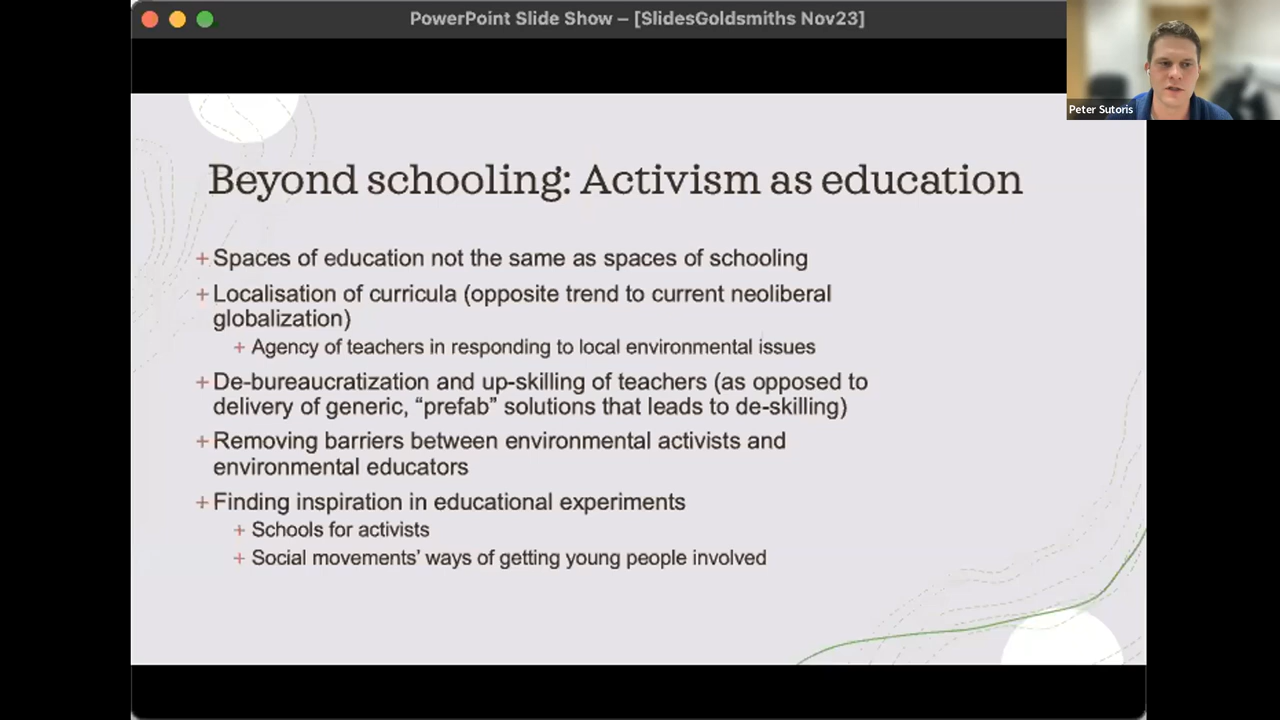 PowerPoint Slide Show – [SlidesGoldsmiths Nov23]
Peter Sutoris
Beyond schooling: Activism as education
+ Spaces of education not the same as spaces of schooling
+ Localisation of curricula (opposite trend to current neoliberal
globalization)
+ Agency of teachers in responding to local environmental issues
+ De-bureaucratization and up-skilling of teachers (as opposed to
delivery of generic, “prefab” solutions that leads to de-skilling)
+ Removing barriers between environmental activists and
environmental educators
+ Finding inspiration in educational experiments
+ Schools for activists
+ Social movements’ ways of getting young people involved